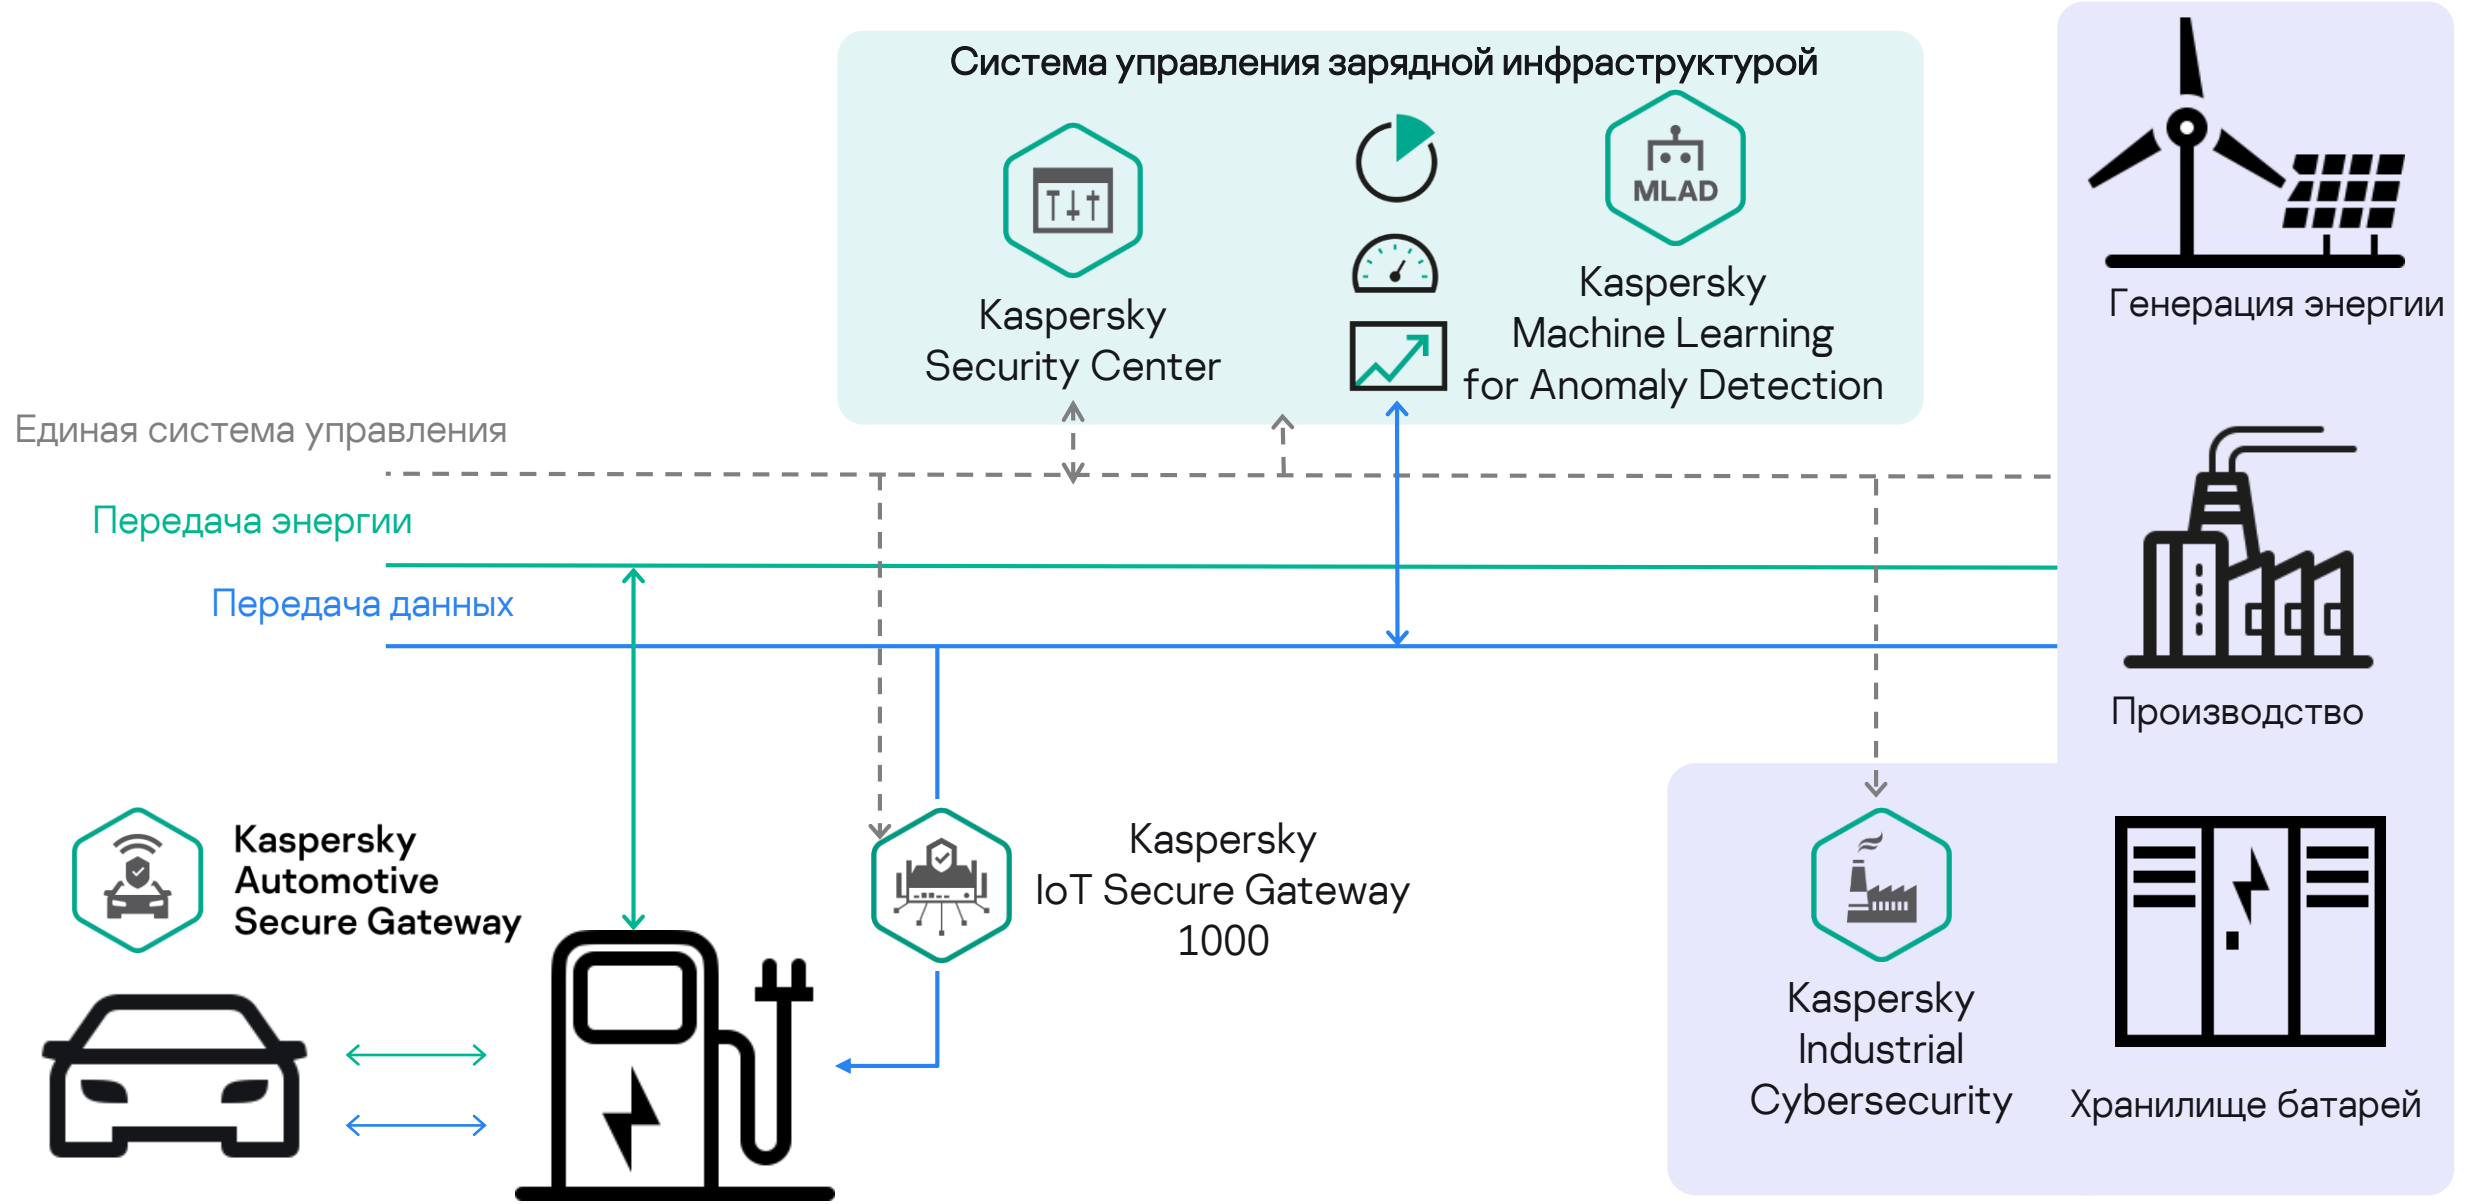 Система управления зарядной инфраструктурой
MLAD
Kaspersky
Security Center
Kaspersky
Machine Learning
for Anomaly Detection
Генерация энергии
Единая система управления
Передача энергии
Передача данных
Производство
Kaspersky
Automotive
Secure Gateway
Kaspersky
IoT Secure Gateway
1000
Kaspersky
Industrial
Cybersecurity
Хранилище батарей